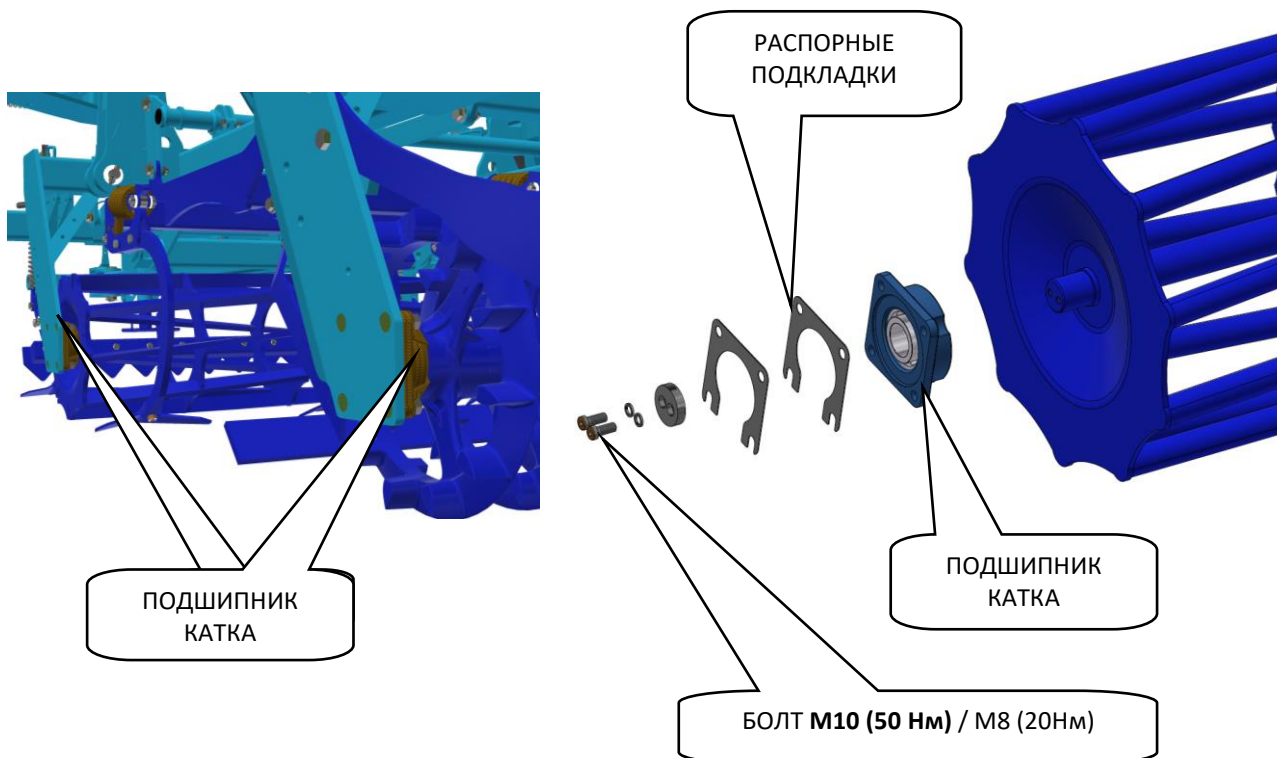 РАСПОРНЫЕ
ПОДКЛАДКИ
ПОДШИПНИК
КАТКА
ПОДШИПНИК
КАТКА
БОЛТ М10 (50 Нм) / М8 (20Нм)